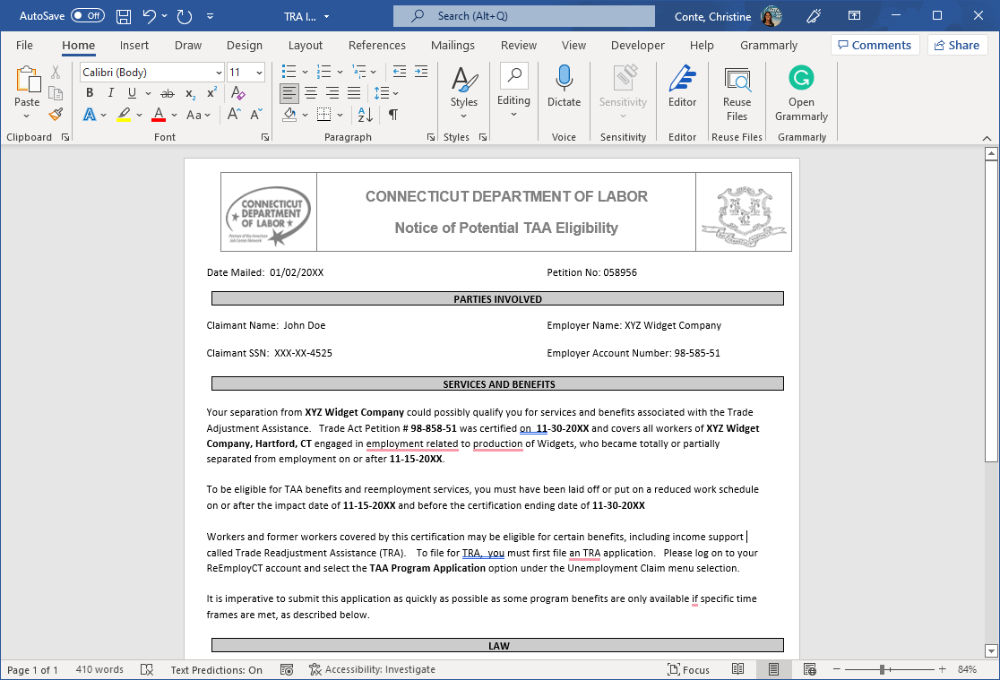 AutoSave Off TRA I... Search (Alt+Q) Conte, Christine
File Home Insert Draw Design Layout References Mailings Review View Developer Help Grammarly Comments Share
Calibri (Body) 11
Paste
B I U ab x₂ x²
A A Aa A A
Styles Editing Dictate Sensitivity Editor Reuse Files Open Grammarly
Clipboard Font Paragraph Styles Voice Sensitivity Editor Reuse Files Grammarly
CONNECTICUT DEPARTMENT OF LABOR
Partner of the American Job Center Network
CONNECTICUT DEPARTMENT OF LABOR
Notice of Potential TAA Eligibility
Date Mailed: 01/02/20XX Petition No: 058956
PARTIES INVOLVED
Claimant Name: John Doe Employer Name: XYZ Widget Company
Claimant SSN: XXX-XX-4525 Employer Account Number: 98-585-51
SERVICES AND BENEFITS
Your separation from XYZ Widget Company could possibly qualify you for services and benefits associated with the Trade
Adjustment Assistance. Trade Act Petition # 98-858-51 was certified on 11-30-20XX and covers all workers of XYZ Widget
Company, Hartford, CT engaged in employment related to production of Widgets, who became totally or partially
separated from employment on or after 11-15-20XX.
To be eligible for TAA benefits and reemployment services, you must have been laid off or put on a reduced work schedule
on or after the impact date of 11-15-20XX and before the certification ending date of 11-30-20XX
Workers and former workers covered by this certification may be eligible for certain benefits, including income support
called Trade Readjustment Assistance (TRA). To file for TRA, you must first file an TRA application. Please log on to your
ReEmployCT account and select the TAA Program Application option under the Unemployment Claim menu selection.
It is imperative to submit this application as quickly as possible as some program benefits are only available if specific time
frames are met, as described below.
LAW
Page 1 of 1 410 words Text Predictions: On Accessibility: Investigate Focus 84%